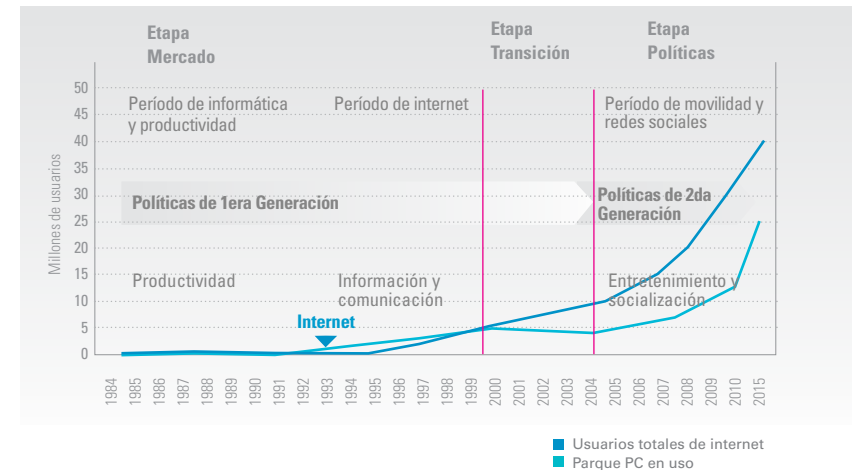 Etapa
Mercado
Etapa
Transición
Etapa
Políticas
Millones de usuarios
50
45
40
35
30
25
20
15
10
5
0
Período de informática
y productividad
Período de internet
Período de movilidad y
redes sociales
Políticas de 1era Generación
Políticas de 2da
Generación
Productividad
Información y
comunicación
Entretenimiento y
socialización
Internet
1984
1985
1986
1987
1988
1989
1990
1991
1992
1993
1994
1995
1996
1997
1998
1999
2000
2001
2002
2003
2004
2005
2006
2007
2008
2009
2010
2015
Usuarios totales de internet
Parque PC en uso